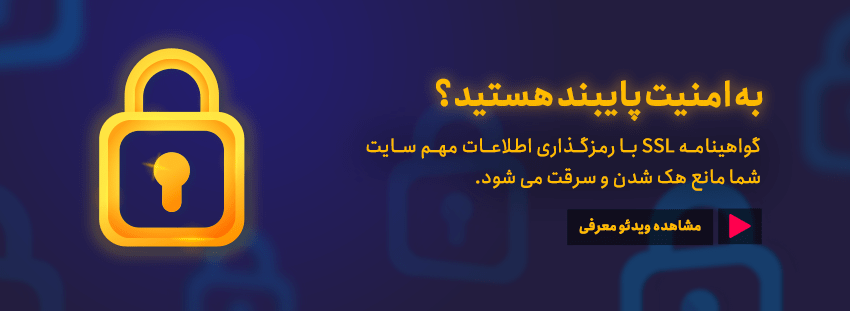 به امنیت پایبند هستید؟
گواهینامه SSL با رمزگذاری اطلاعات مهم سایت
شما مانع هک شدن و سرقت می شود.
مشاهده ویدئو معرفی